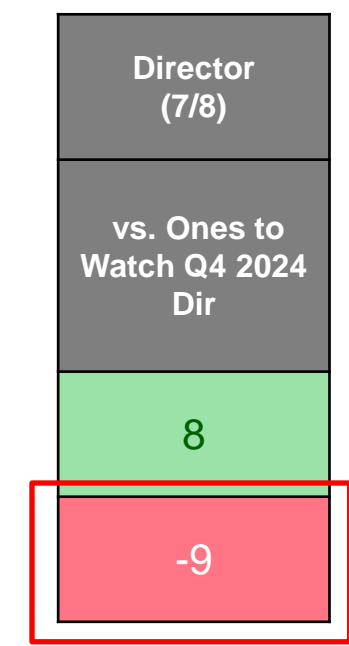 Director
(7/8)
vs. Ones to
Watch Q4 2024
Dir
8
-9